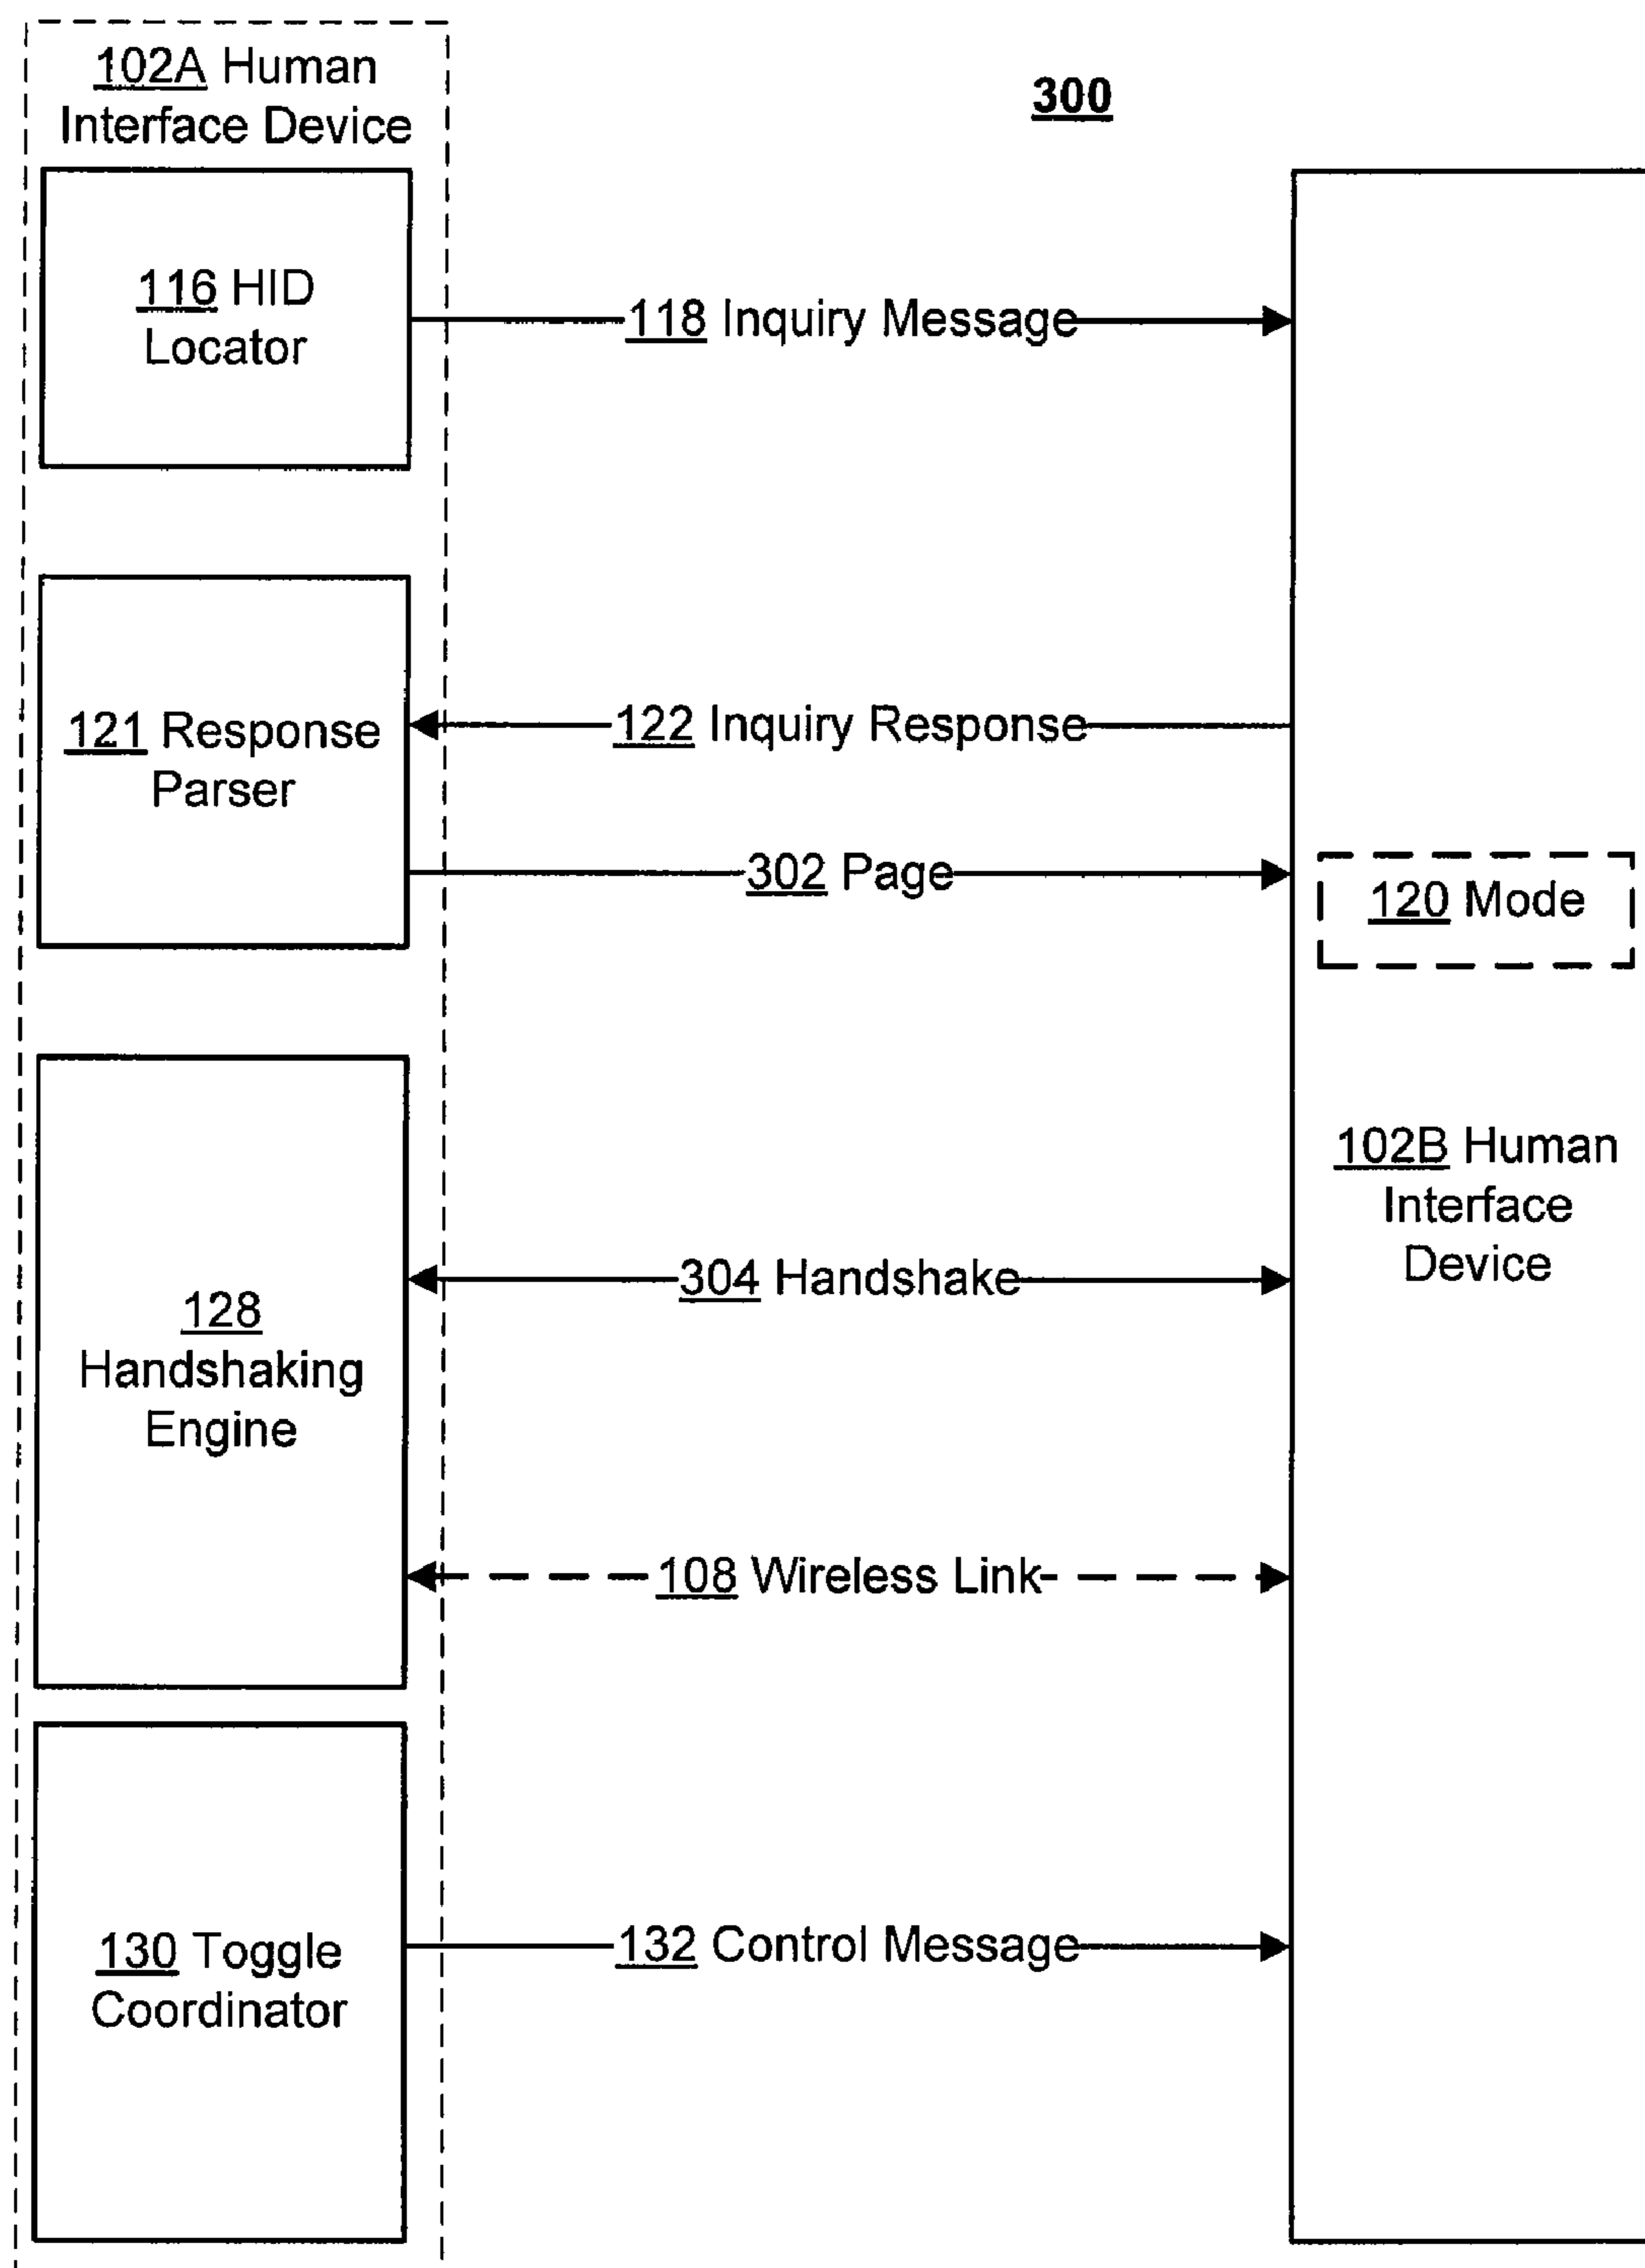 102A Human
Interface Device
300
116 HID
Locator
118 Inquiry Message
121 Response
Parser
122 Inquiry Response
302 Page
120 Mode
102B Human
Interface
Device
128
Handshaking
Engine
304 Handshake
108 Wireless Link
130 Toggle
Coordinator
132 Control Message